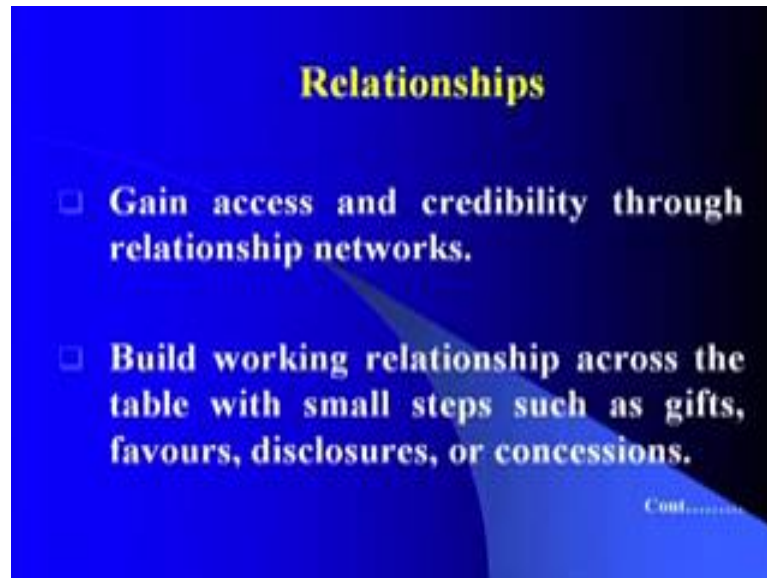 Relationships
Gain access and credibility through
relationship networks.
Build working relationship across the
table with small steps such as gifts,
favours, disclosures, or concessions.
Cont.........